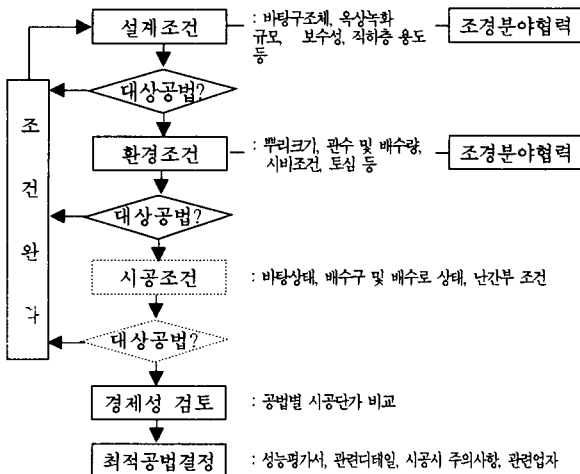 설계조건
: 바탕구조체, 옥상녹화
규모, 보수성, 직하층 용도
등
조경분야협력
대상공법?
환경조건
: 뿌리크기, 관수 및 배수량,
시비조건, 토심 등
조경분야협력
대상공법?
시공조건
: 바탕상태, 배수구 및 배수로 상태, 난간부 조건
대상공법?
경제성 검토
: 공법별 시공단가 비교
최적공법결정
: 성능평가서, 관련디테일, 시공시 주의사항, 관련업자
조
건
완